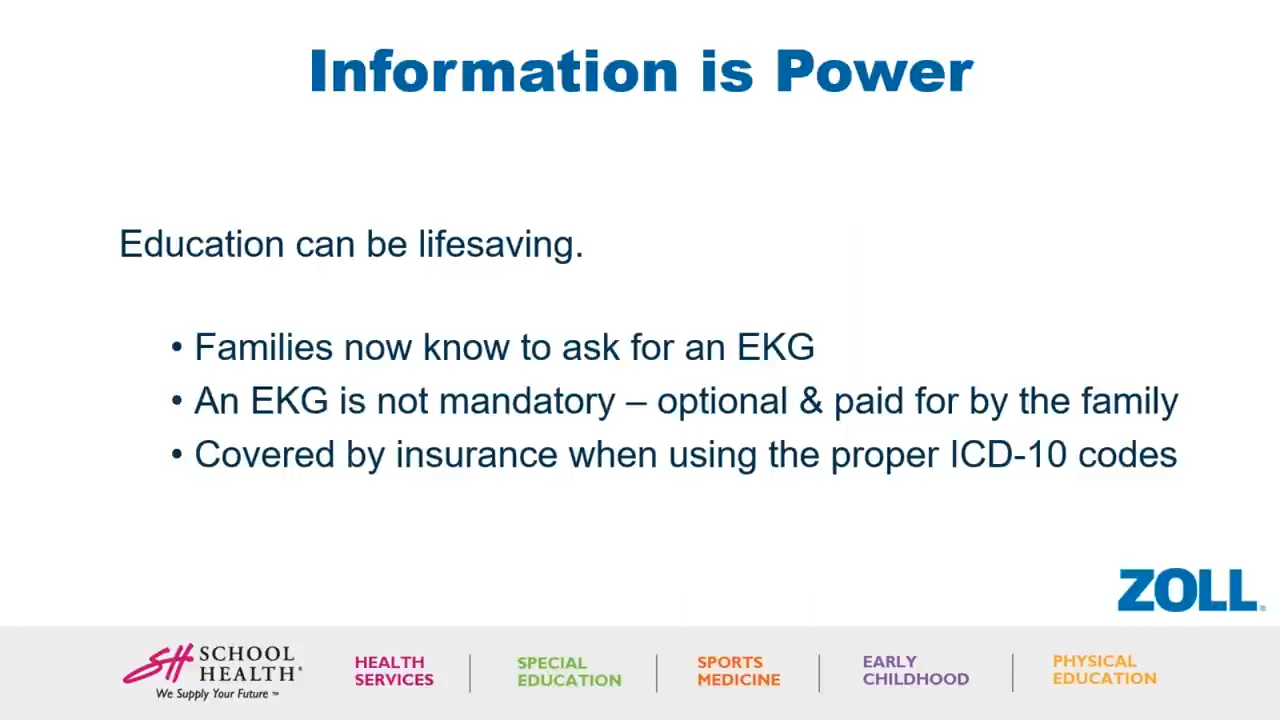 Information is Power
Education can be lifesaving.
• Families now know to ask for an EKG
• An EKG is not mandatory – optional & paid for by the family
• Covered by insurance when using the proper ICD-10 codes
ZOLL®
SH SCHOOL HEALTH®
We Supply Your Future™
HEALTH
SERVICES
SPECIAL
EDUCATION
SPORTS
MEDICINE
EARLY
CHILDHOOD
PHYSICAL
EDUCATION